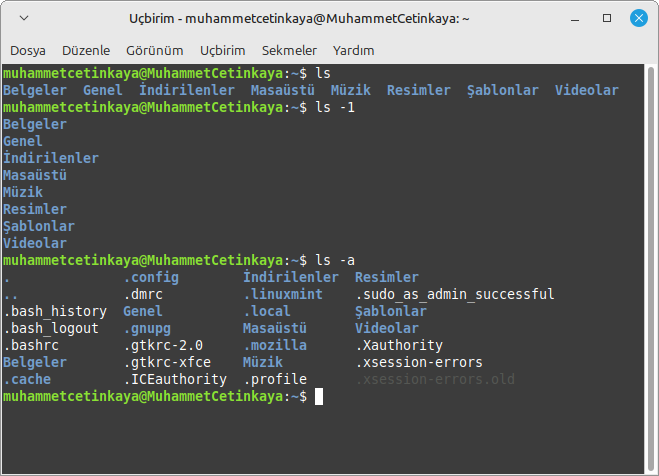 Uçbirim - muhammetcetinkaya@MuhammetCetinkaya: ~
Dosya Düzenle Görünüm Uçbirim Sekmeler Yardım
muhammetcetinkaya@MuhammetCetinkaya:~$ ls
Belgeler Genel İndirilenler Masaüstü Müzik Resimler Şablonlar Videolar
muhammetcetinkaya@MuhammetCetinkaya:~$ ls -1
Belgeler
Genel
İndirilenler
Masaüstü
Müzik
Resimler
Şablonlar
Videolar
muhammetcetinkaya@MuhammetCetinkaya:~$ ls -a
. .config İndirilenler Resimler
.. .dmrc .linuxmint .sudo_as_admin_successful
.bash_history Genel .local Şablonlar
.bash_logout .gnupg Masaüstü Videolar
.bashrc .gtkrc-2.0 .mozilla .Xauthority
Belgeler .gtkrc-xfce Müzik .xsession-errors
.cache .ICEauthority .profile .xsession-errors.old
muhammetcetinkaya@MuhammetCetinkaya:~$